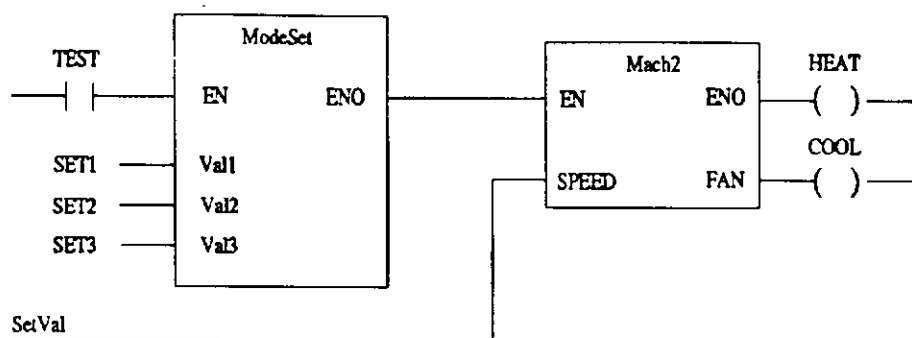 ModeSet
TEST
Mach2
HEAT
EN ENO
EN ENO
COOL
SET1 Val1
SPEED FAN
SET2 Val2
SET3 Val3
SetVal